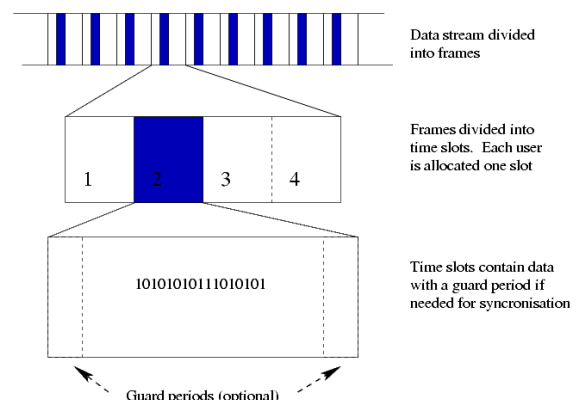 Data stream divided
into frames
Frames divided into
time slots. Each user
is allocated one slot
1 2 3 4
10101010111010101
Time slots contain data
with a guard period if
needed for syncronisation
Guard periods (optional)